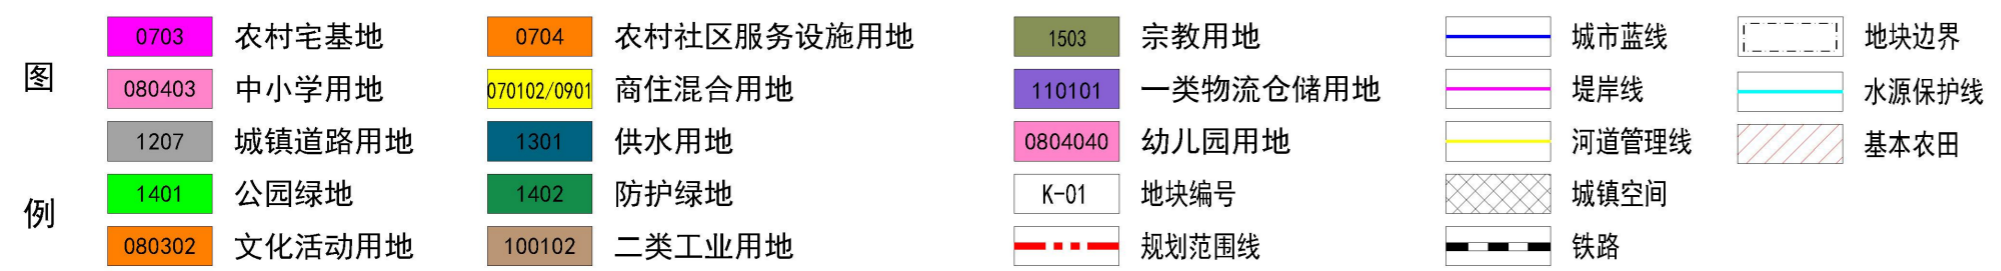 图例
0703 农村宅基地 0704 农村社区服务设施用地 1503 宗教用地 城市蓝线 地块边界
080403 中小学用地 070102/0901 商住混合用地 110101 一类物流仓储用地 堤岸线 水源保护线
1207 城镇道路用地 1301 供水用地 0804040 幼儿园用地 河道管理线 基本农田
1401 公园绿地 1402 防护绿地 K-01 地块编号 城镇空间
080302 文化活动用地 100102 二类工业用地 规划范围线 铁路